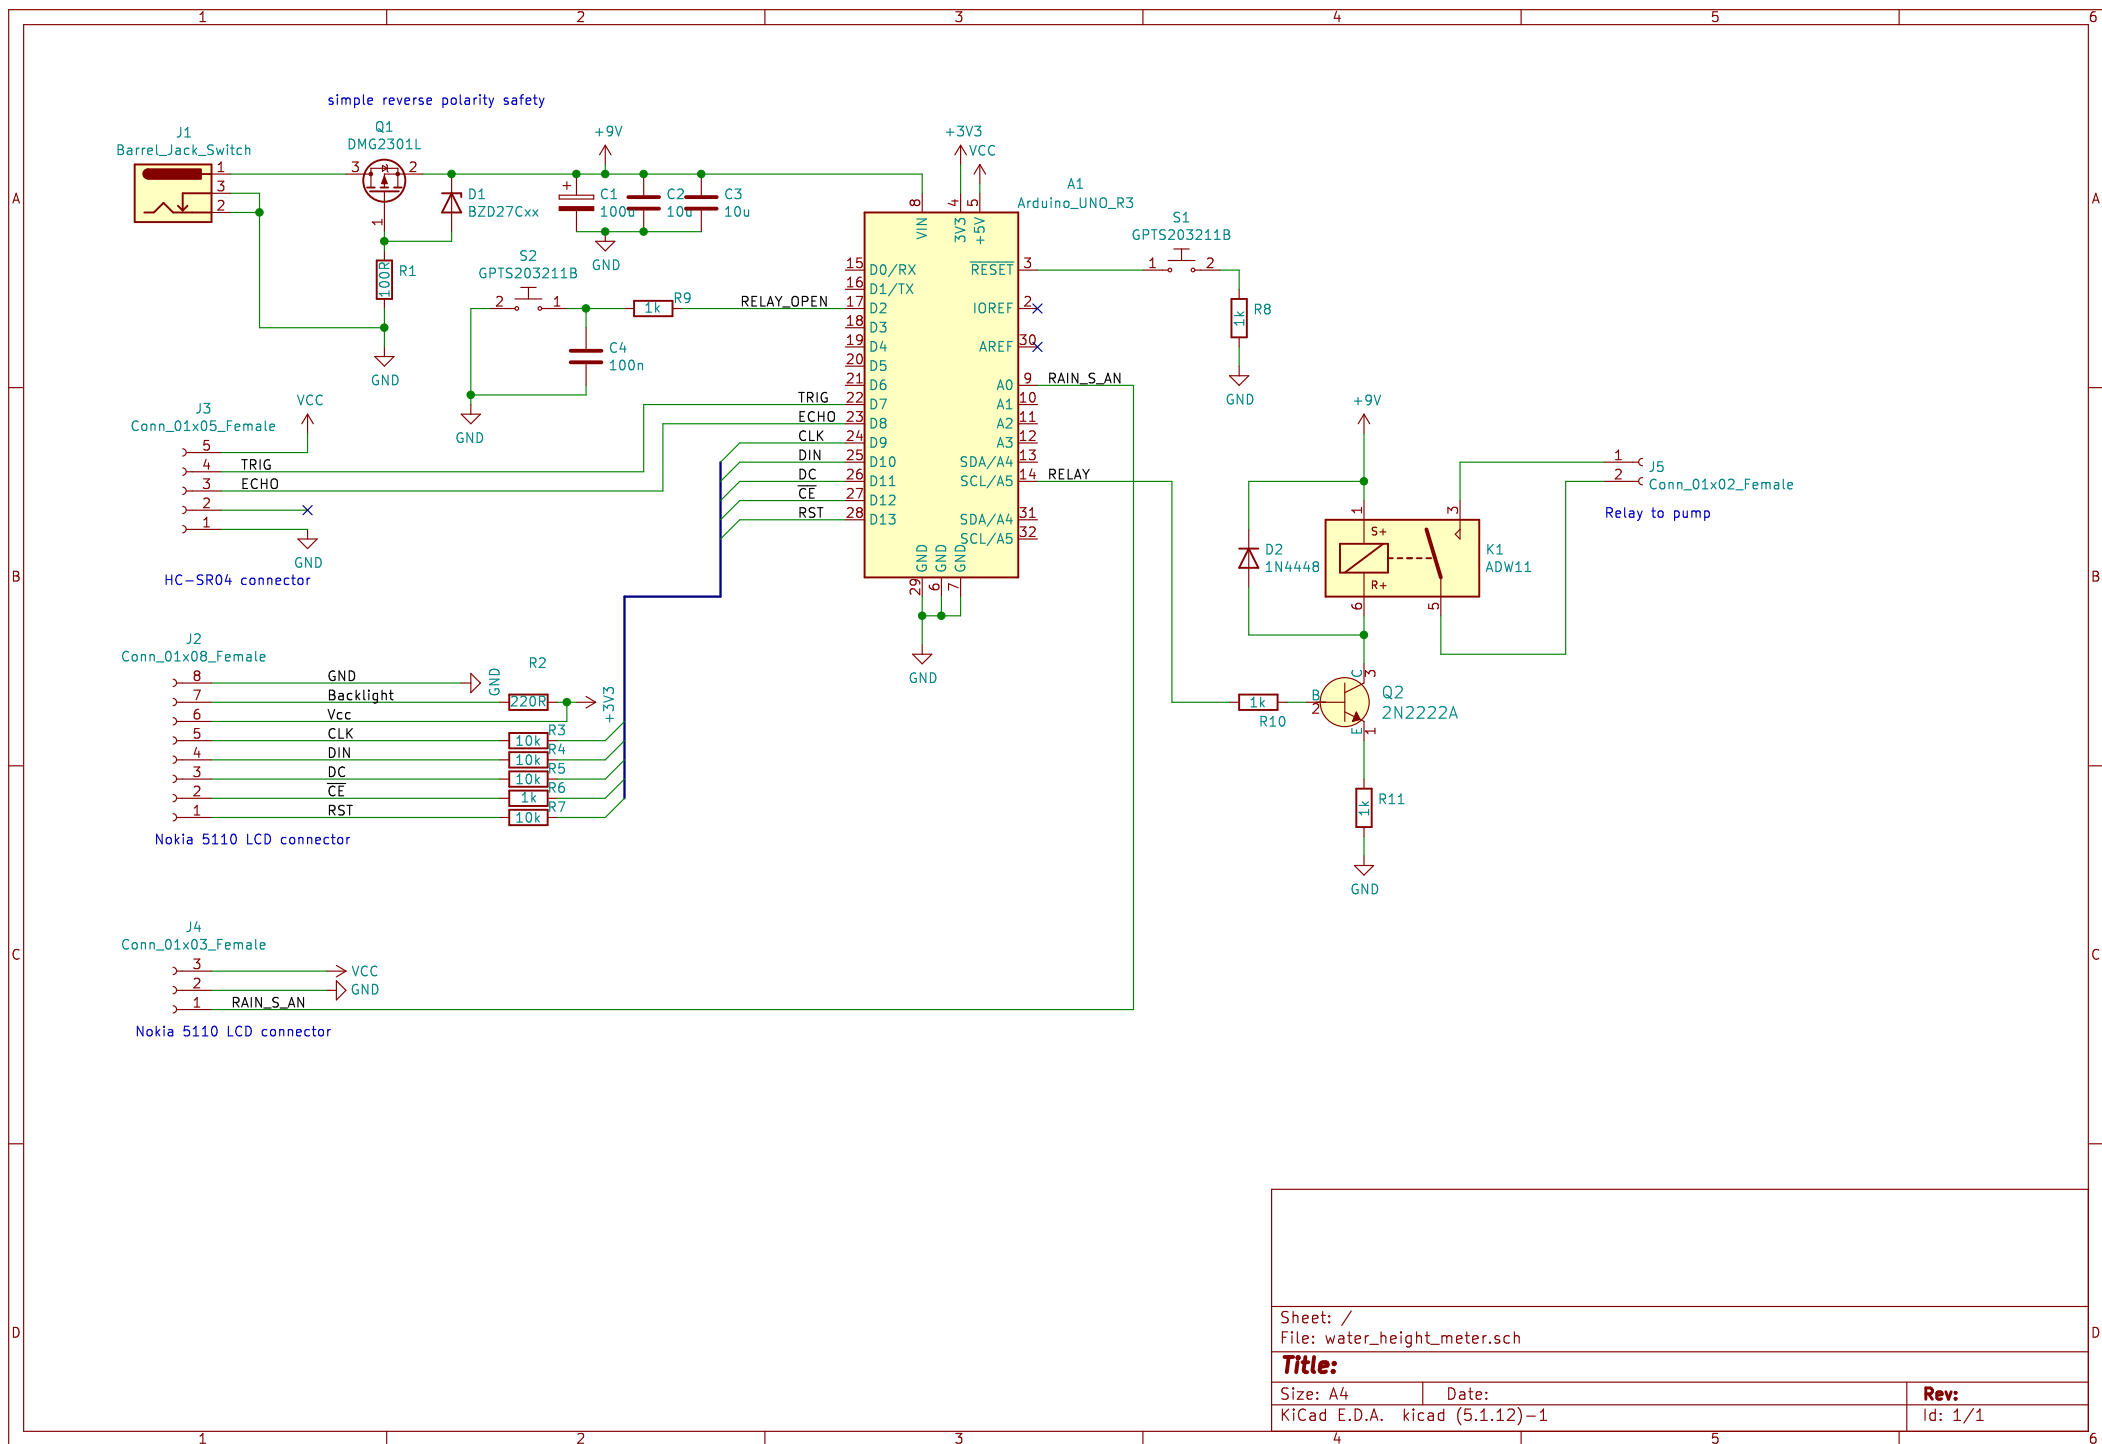 1 2 3 4 5 6
A
B
C
D
A
B
C
D
simple reverse polarity safety
J1
Barrel_Jack_Switch
1
3
2
Q1
DMG2301L
3
2
1
D1
BZD27Cxx
R1
100R
GND
+9V
+
C1
100u
C2
10u
C3
10u
GND
S2
GPTS203211B
2
1
R9
1k
RELAY_OPEN
C4
100n
GND
+3V3
VCC
A1
Arduino_UNO_R3
8
4
5
VIN
3V3
+5V
15 D0/RX
16 D1/TX
17 D2
18 D3
19 D4
20 D5
21 D6
TRIG 22 D7
ECHO 23 D8
CLK 24 D9
DIN 25 D10
DC 26 D11
CE 27 D12
RST 28 D13
RESET 3
IOREF 2
AREF 30
A0 9 RAIN_S_AN
A1 10
A2 11
A3 12
SDA/A4 13
SCL/A5 14 RELAY
SDA/A4 31
SCL/A5 32
GND
GND
GND
29
6
7
GND
S1
GPTS203211B
1
2
R8
1k
GND
J3
Conn_01x05_Female
VCC
5
4 TRIG
3 ECHO
2
1
GND
HC-SR04 connector
J2
Conn_01x08_Female
8 GND
7 Backlight
6 Vcc
5 CLK
4 DIN
3 DC
2 CE
1 RST
GND
R2
220R
+3V3
R3
10k
R4
10k
R5
10k
R6
1k
R7
10k
Nokia 5110 LCD connector
J4
Conn_01x03_Female
3 VCC
2 GND
1 RAIN_S_AN
Nokia 5110 LCD connector
+9V
D2
1N4448
1
3
S+
R+
6
5
K1
ADW11
1
2
J5
Conn_01x02_Female
Relay to pump
R10
1k
B
2
C
3
E
1
Q2
2N2222A
R11
1k
GND
Sheet: /
File: water_height_meter.sch
Title:
Size: A4 Date: Rev:
KiCad E.D.A. kicad (5.1.12)-1 Id: 1/1
1 2 3 4 5 6